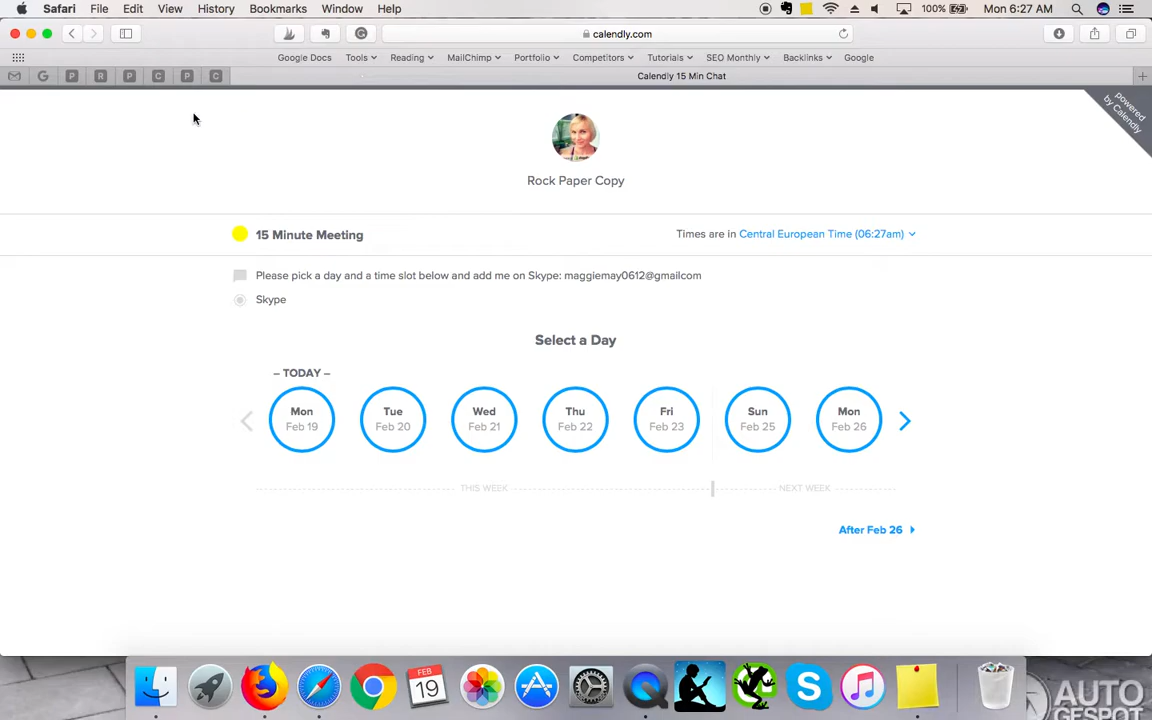 Safari File Edit View History Bookmarks Window Help 100% Mon 6:27 AM
calendly.com
Google Docs Tools Reading MailChimp Portfolio Competitors Tutorials SEO Monthly Backlinks Google
G P R P C P C Calendly 15 Min Chat
powered
by Calendly
Rock Paper Copy
15 Minute Meeting Times are in Central European Time (06:27am)
Please pick a day and a time slot below and add me on Skype: maggiemay0612@gmailcom
Skype
Select a Day
– TODAY –
Mon Tue Wed Thu Fri Sun Mon
Feb 19 Feb 20 Feb 21 Feb 22 Feb 23 Feb 25 Feb 26
THIS WEEK NEXT WEEK
After Feb 26
FEB
19
S
AUTO
GESPOT